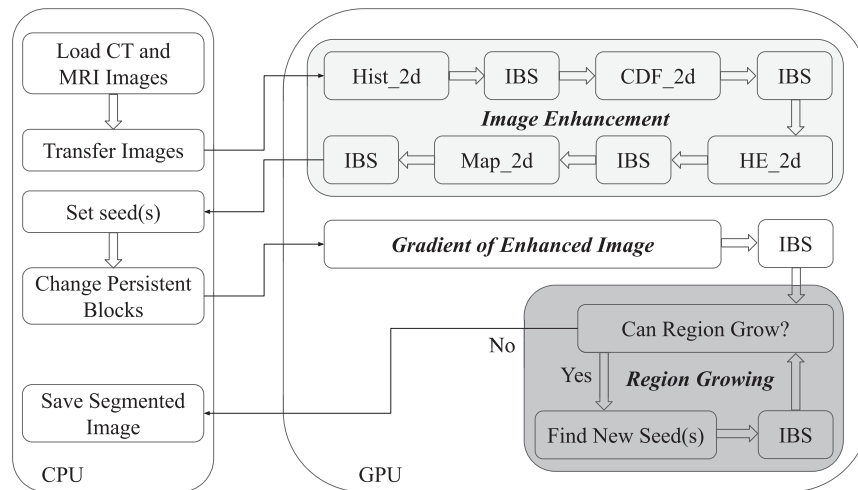 Load CT and
MRI Images
Transfer Images
Set seed(s)
Change Persistent
Blocks
Save Segmented
Image
CPU
Hist_2d
IBS
CDF_2d
IBS
Image Enhancement
IBS
Map_2d
IBS
HE_2d
Gradient of Enhanced Image
IBS
Can Region Grow?
No
Yes
Region Growing
Find New Seed(s)
IBS
GPU